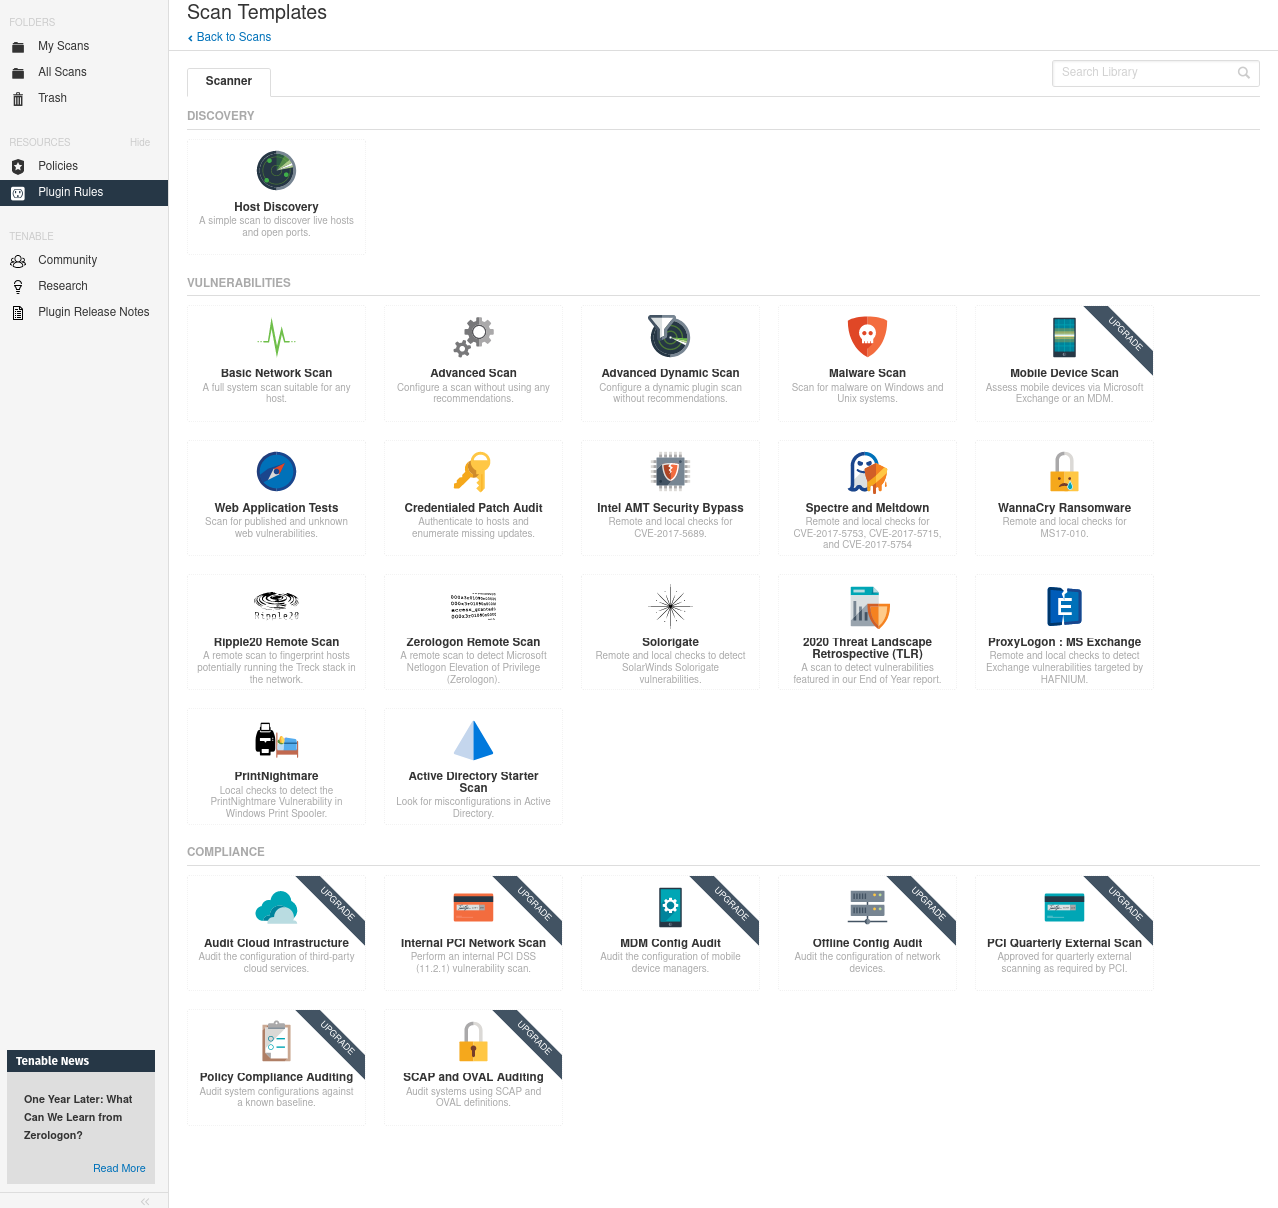 FOLDERS
My Scans
All Scans
Trash
RESOURCES Hide
Policies
Plugin Rules
TENABLE
Community
Research
Plugin Release Notes
Tenable News
One Year Later: What
Can We Learn from
Zerologon?
Read More
Scan Templates
Back to Scans
Scanner
Search Library
DISCOVERY
Host Discovery
A simple scan to discover live hosts
and open ports.
VULNERABILITIES
Basic Network Scan
A full system scan suitable for any
host.
Advanced Scan
Configure a scan without using any
recommendations.
Advanced Dynamic Scan
Configure a dynamic plugin scan
without recommendations.
Malware Scan
Scan for malware on Windows and
Unix systems.
UPGRADE
Mobile Device Scan
Assess mobile devices via Microsoft
Exchange or an MDM.
Web Application Tests
Scan for published and unknown
web vulnerabilities.
Credentialed Patch Audit
Authenticate to hosts and
enumerate missing updates.
Intel AMT Security Bypass
Remote and local checks for
CVE-2017-5689.
Spectre and Meltdown
Remote and local checks for
CVE-2017-5753, CVE-2017-5715,
and CVE-2017-5754
WannaCry Ransomware
Remote and local checks for
MS17-010.
Ripple20
Ripple20 Remote Scan
A remote scan to fingerprint hosts
potentially running the Treck stack in
the network.
Zerologon Remote Scan
A remote scan to detect Microsoft
Netlogon Elevation of Privilege
(Zerologon).
Solorigate
Remote and local checks to detect
SolarWinds Solorigate
vulnerabilities.
2020 Threat Landscape
Retrospective (TLR)
A scan to detect vulnerabilities
featured in our End of Year report.
E
ProxyLogon : MS Exchange
Remote and local checks to detect
Exchange vulnerabilities targeted by
HAFNIUM.
PrintNightmare
Local checks to detect the
PrintNightmare Vulnerability in
Windows Print Spooler.
Active Directory Starter
Scan
Look for misconfigurations in Active
Directory.
COMPLIANCE
UPGRADE
Audit Cloud Infrastructure
Audit the configuration of third-party
cloud services.
UPGRADE
Internal PCI Network Scan
Perform an internal PCI DSS
(11.2.1) vulnerability scan.
UPGRADE
MDM Config Audit
Audit the configuration of mobile
device managers.
UPGRADE
Offline Config Audit
Audit the configuration of network
devices.
UPGRADE
PCI Quarterly External Scan
Approved for quarterly external
scanning as required by PCI.
UPGRADE
Policy Compliance Auditing
Audit system configurations against
a known baseline.
UPGRADE
SCAP and OVAL Auditing
Audit systems using SCAP and
OVAL definitions.